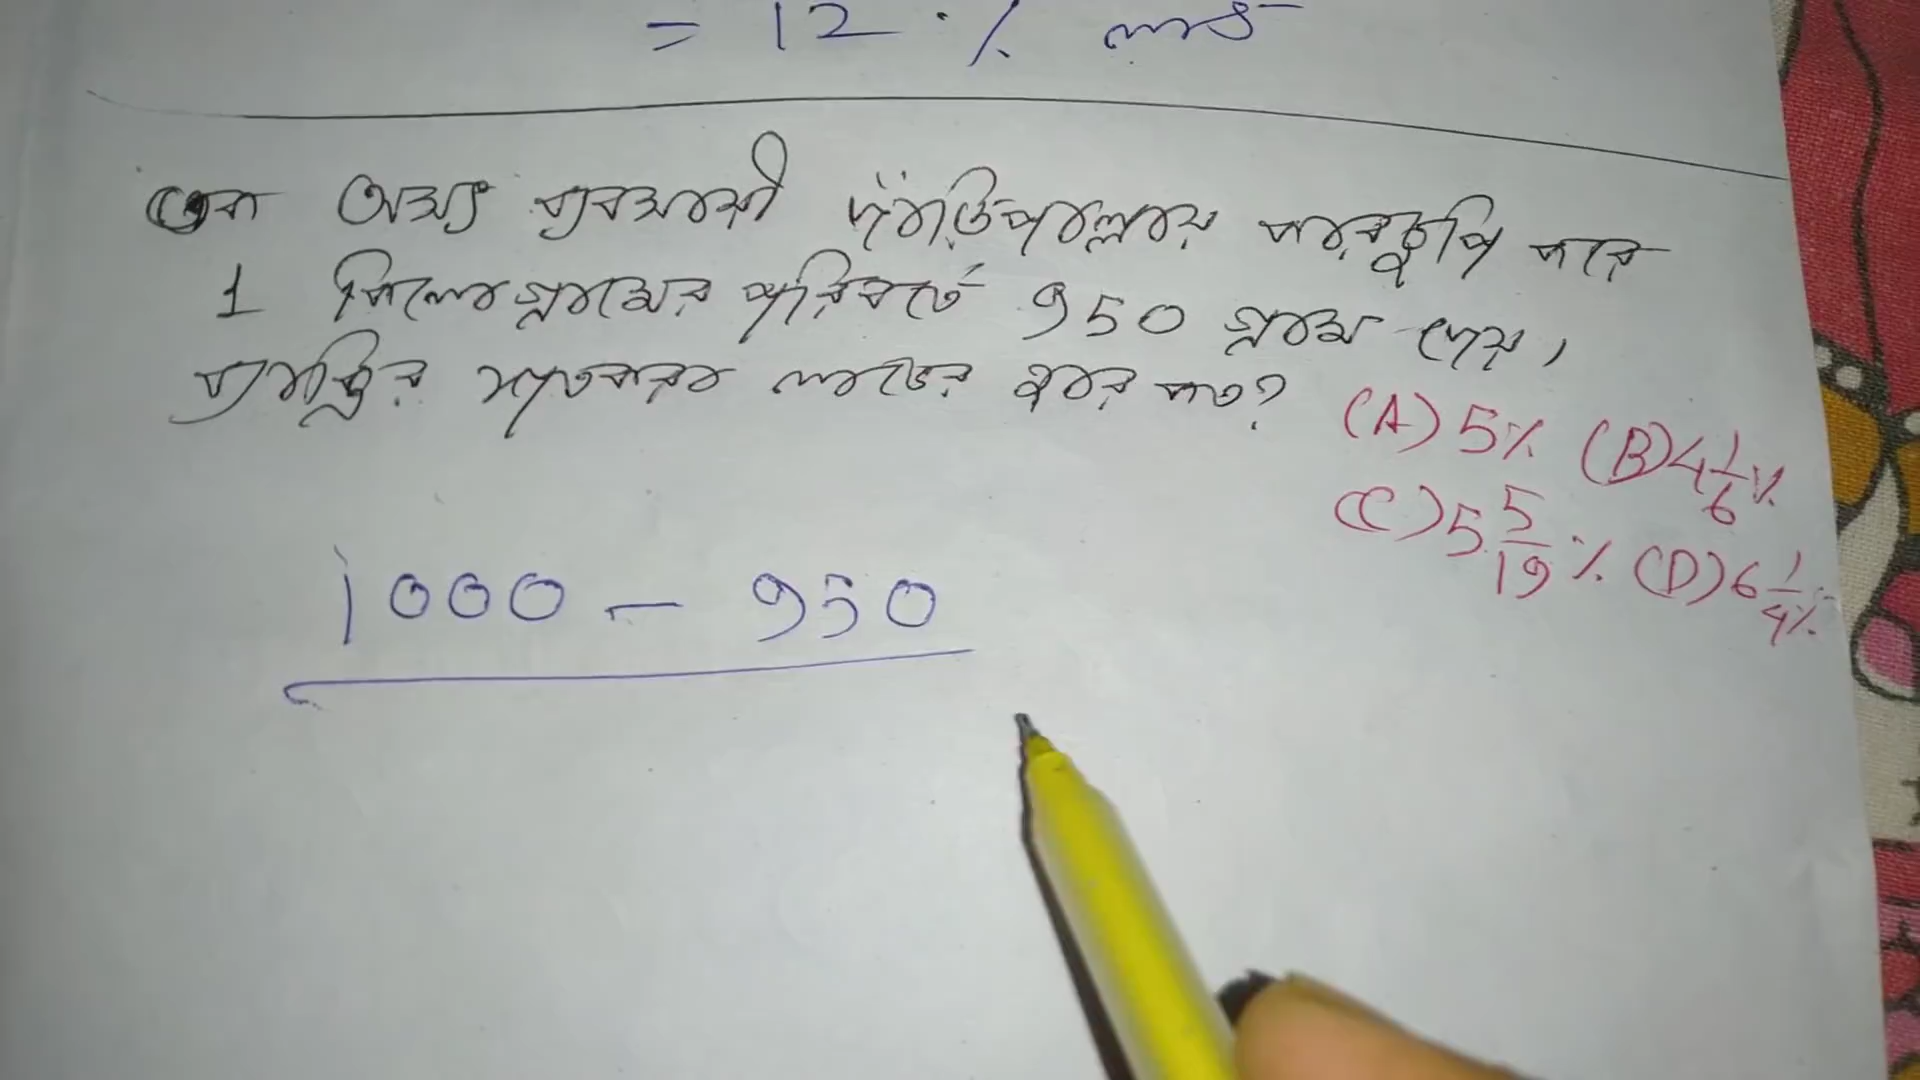 = 12 % লাভ
এক অসৎ ব্যবসায়ী দাঁড়িপাল্লায় কারচুপি করে
1 কিলোগ্রামের পরিবর্তে 950 গ্রাম দেয়,
ব্যক্তির শতকরা লাভের হার কত?
(A) 5% (B) 4 1/6 %
(C) 5 5/19 % (D) 6 1/4 %
1000 - 950